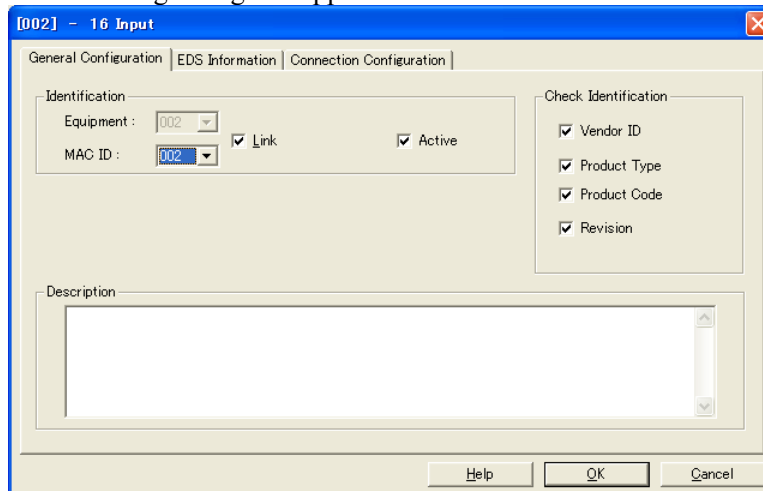 [002] - 16 Input
General Configuration EDS Information Connection Configuration
Identification
Equipment : 002
Link
Active
MAC ID : 002
Check Identification
Vendor ID
Product Type
Product Code
Revision
Description
Help OK Cancel